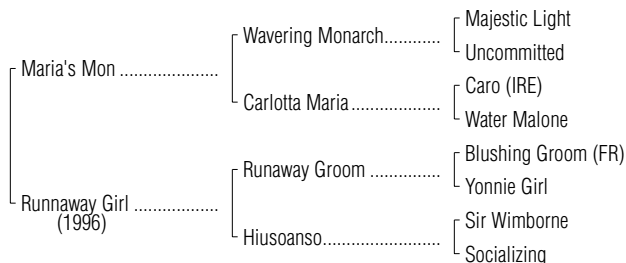 Majestic Light
Wavering Monarch............
Uncommitted
Maria's Mon .....................
Caro (IRE)
Carlotta Maria ...................
Water Malone
Blushing Groom (FR)
Runaway Groom ...............
Yonnie Girl
Runnaway Girl .................
(1996)
Sir Wimborne
Hiusoanso.........................
Socializing